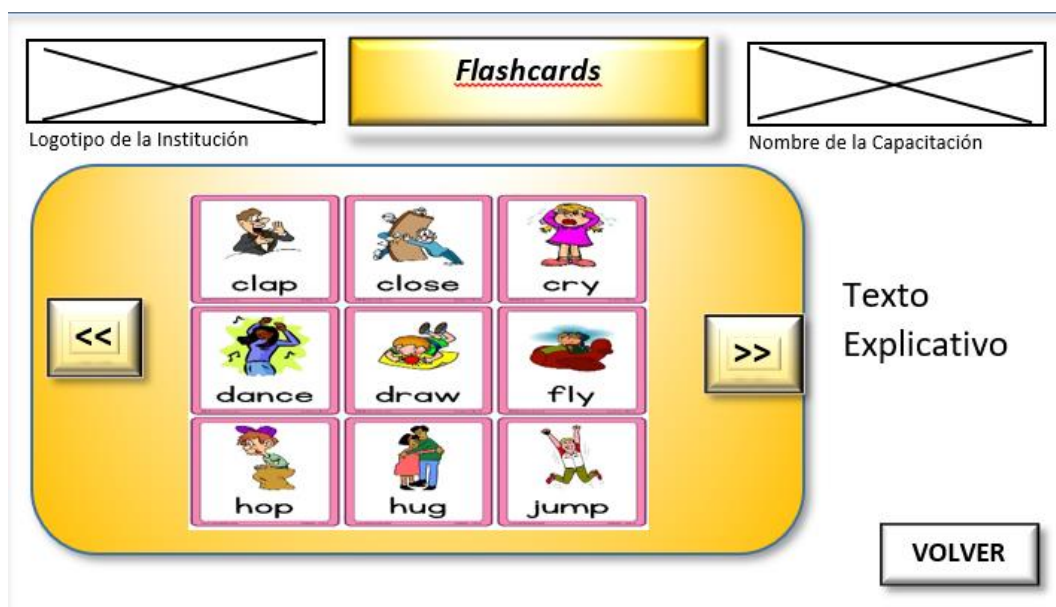 Flashcards
Logotipo de la Institución
Nombre de la Capacitación
clap close cry
<< >>
Texto
Explicativo
dance draw fly
hop hug jump
VOLVER